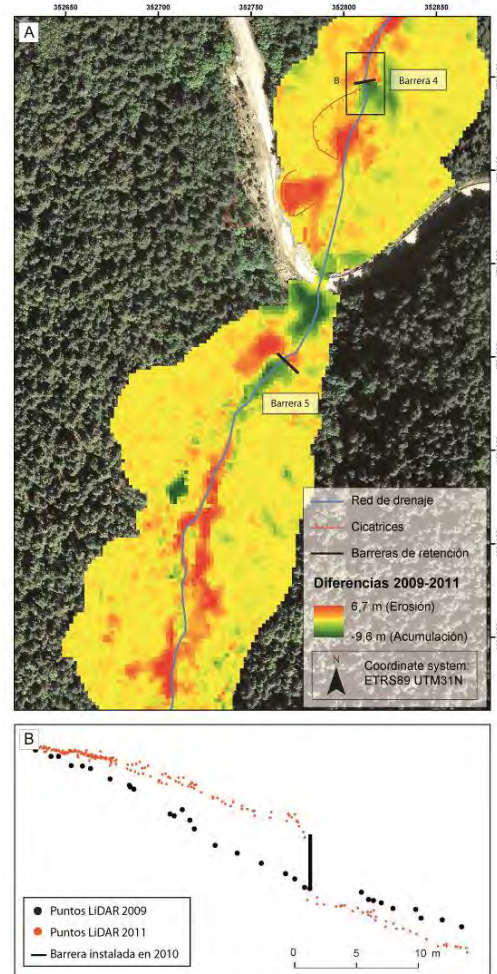 352650 352700 352750 352800 352850
A
B
Barrera 4
Barrera 5
Red de drenaje
Cicatrices
Barreras de retención
Diferencias 2009-2011
6,7 m (Erosión)
-9,6 m (Acumulación)
N
Coordinate system:
ETRS89 UTM31N
B
Puntos LiDAR 2009
Puntos LiDAR 2011
Barrera instalada en 2010
0 5 10 m